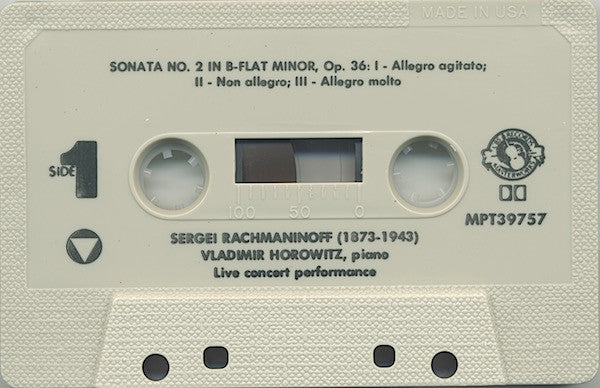 MADE IN USA
SONATA NO. 2 IN B-FLAT MINOR, Op. 36: I - Allegro agitato;
II - Non allegro; III - Allegro molto
SIDE 1
100 50 0
MPT39757
SERGEI RACHMANINOFF (1873-1943)
VLADIMIR HOROWITZ, piano
Live concert performance